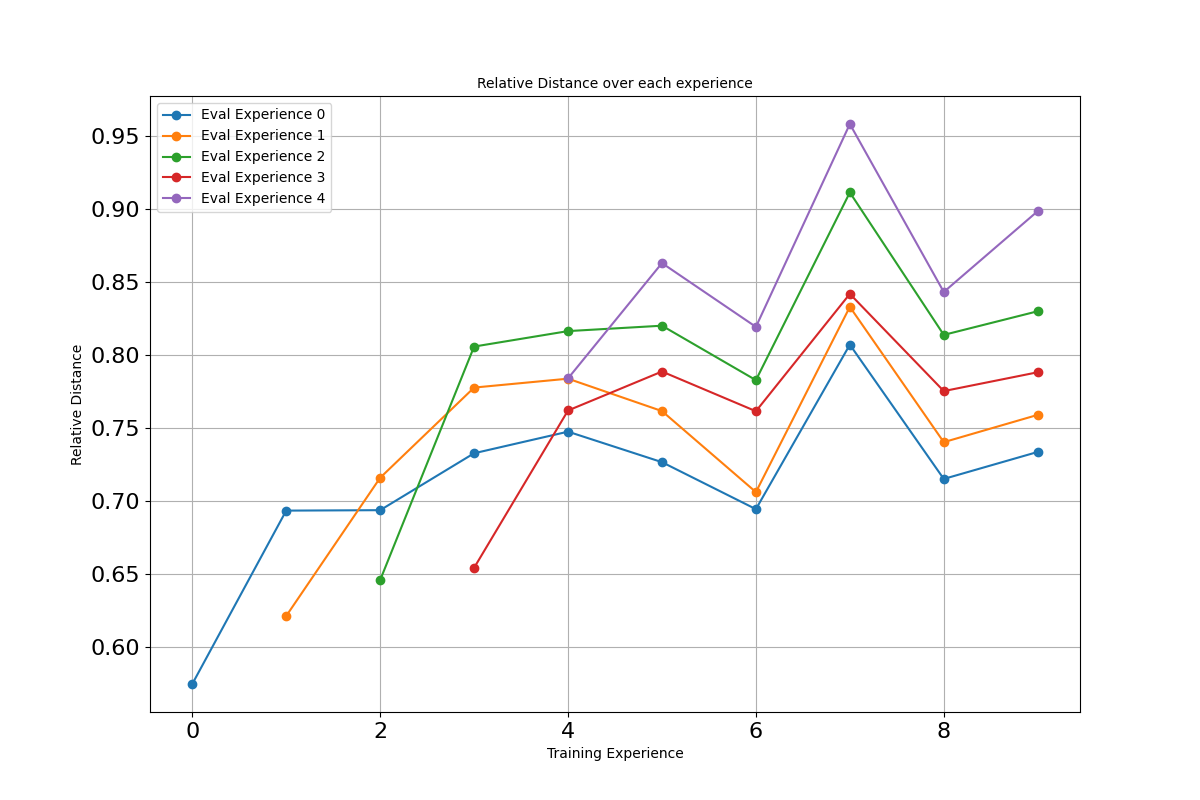 Relative Distance over each experience
Eval Experience 0
Eval Experience 1
Eval Experience 2
Eval Experience 3
Eval Experience 4
0.95
0.90
0.85
0.80
0.75
0.70
0.65
0.60
Relative Distance
0 2 4 6 8
Training Experience